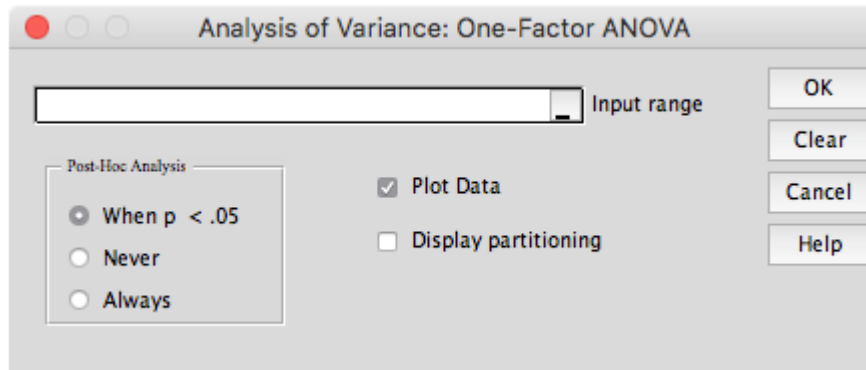 Analysis of Variance: One-Factor ANOVA
Input range
OK
Clear
Cancel
Help
Post-Hoc Analysis
When p < .05
Never
Always
Plot Data
Display partitioning